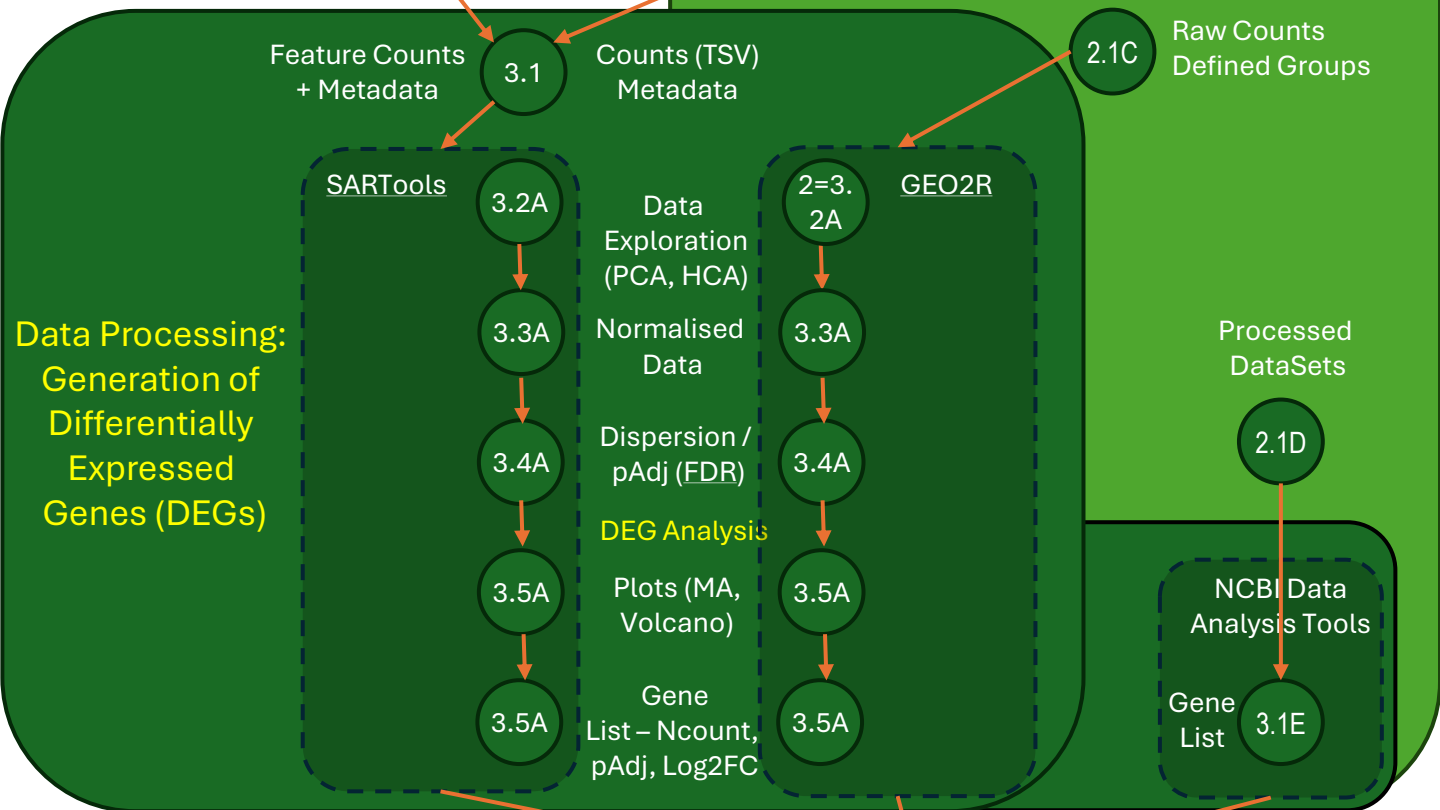 Feature Counts
+ Metadata
3.1
Counts (TSV)
Metadata
2.1C
Raw Counts
Defined Groups
SARTools
3.2A
Data
Exploration
(PCA, HCA)
2=3.
2A
GEO2R
Data Processing:
Generation of
Differentially
Expressed
Genes (DEGs)
3.3A
Normalised
Data
3.3A
Processed
DataSets
3.4A
Dispersion /
pAdj (FDR)
3.4A
2.1D
DEG Analysis
3.5A
Plots (MA,
Volcano)
3.5A
NCBI Data
Analysis Tools
3.5A
Gene
List – Ncount,
pAdj, Log2FC
3.5A
Gene
List
3.1E